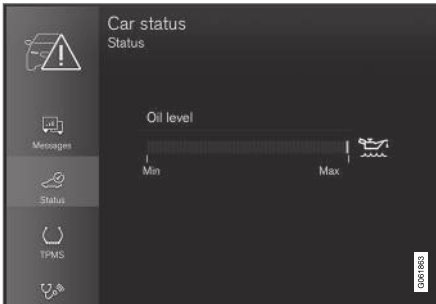 Car status
Status
Messages
Oil level
Min
Max
Status
TPMS
G061863